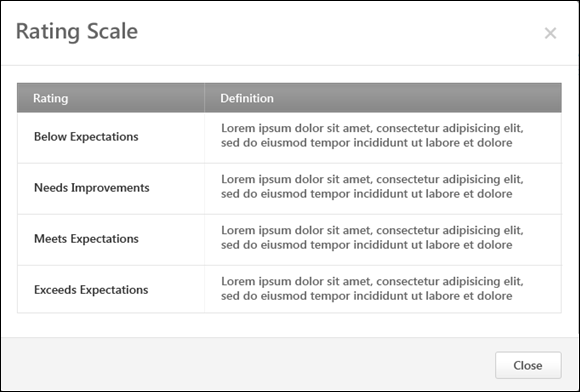 Rating Scale
Rating Definition
Below Expectations
Lorem ipsum dolor sit amet, consectetur adipisicing elit,
sed do eiusmod tempor incididunt ut labore et dolore
Needs Improvements
Lorem ipsum dolor sit amet, consectetur adipisicing elit,
sed do eiusmod tempor incididunt ut labore et dolore
Meets Expectations
Lorem ipsum dolor sit amet, consectetur adipisicing elit,
sed do eiusmod tempor incididunt ut labore et dolore
Exceeds Expectations
Lorem ipsum dolor sit amet, consectetur adipisicing elit,
sed do eiusmod tempor incididunt ut labore et dolore
Close